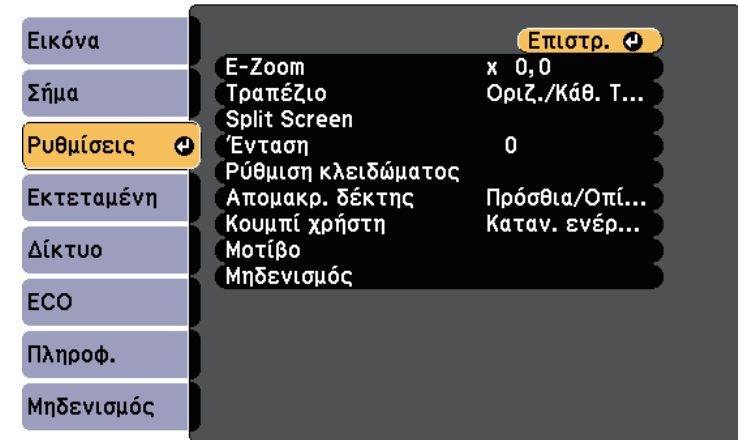 Εικόνα
Σήμα
Ρυθμίσεις
Εκτεταμένη
Δίκτυο
ECO
Πληροφ.
Μηδενισμός
Επιστρ.
E-Zoom x 0,0
Τραπέζιο Οριζ./Κάθ. Τ...
Split Screen
Ένταση 0
Ρύθμιση κλειδώματος
Απομακρ. δέκτης Πρόσθια/Οπί...
Κουμπί χρήστη Καταν. ενέρ...
Μοτίβο
Μηδενισμός